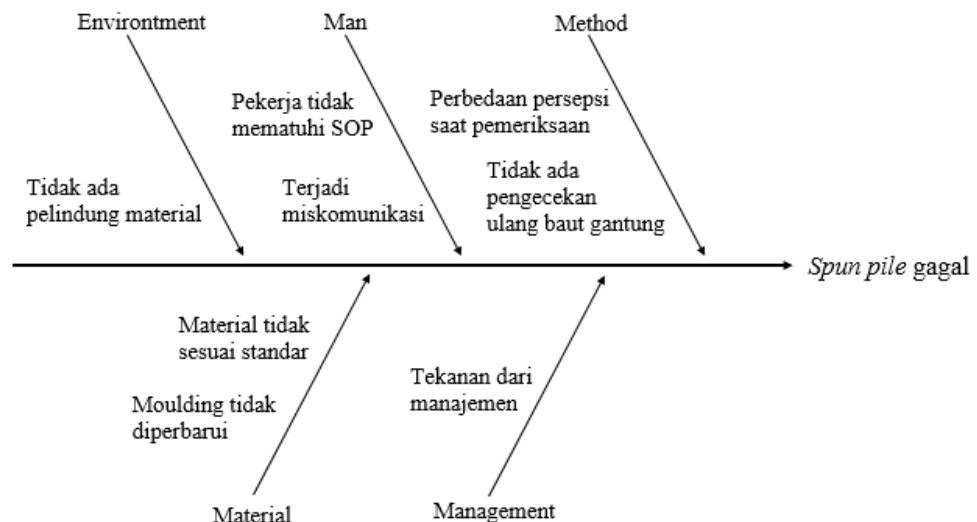 Environtment
Man
Method
Pekerja tidak
mematuhi SOP
Perbedaan persepsi
saat pemeriksaan
Tidak ada
pelindung material
Terjadi
miskomunikasi
Tidak ada
pengecekan
ulang baut gantung
Spun pile gagal
Material tidak
sesuai standar
Moulding tidak
diperbarui
Tekanan dari
manajemen
Material
Management